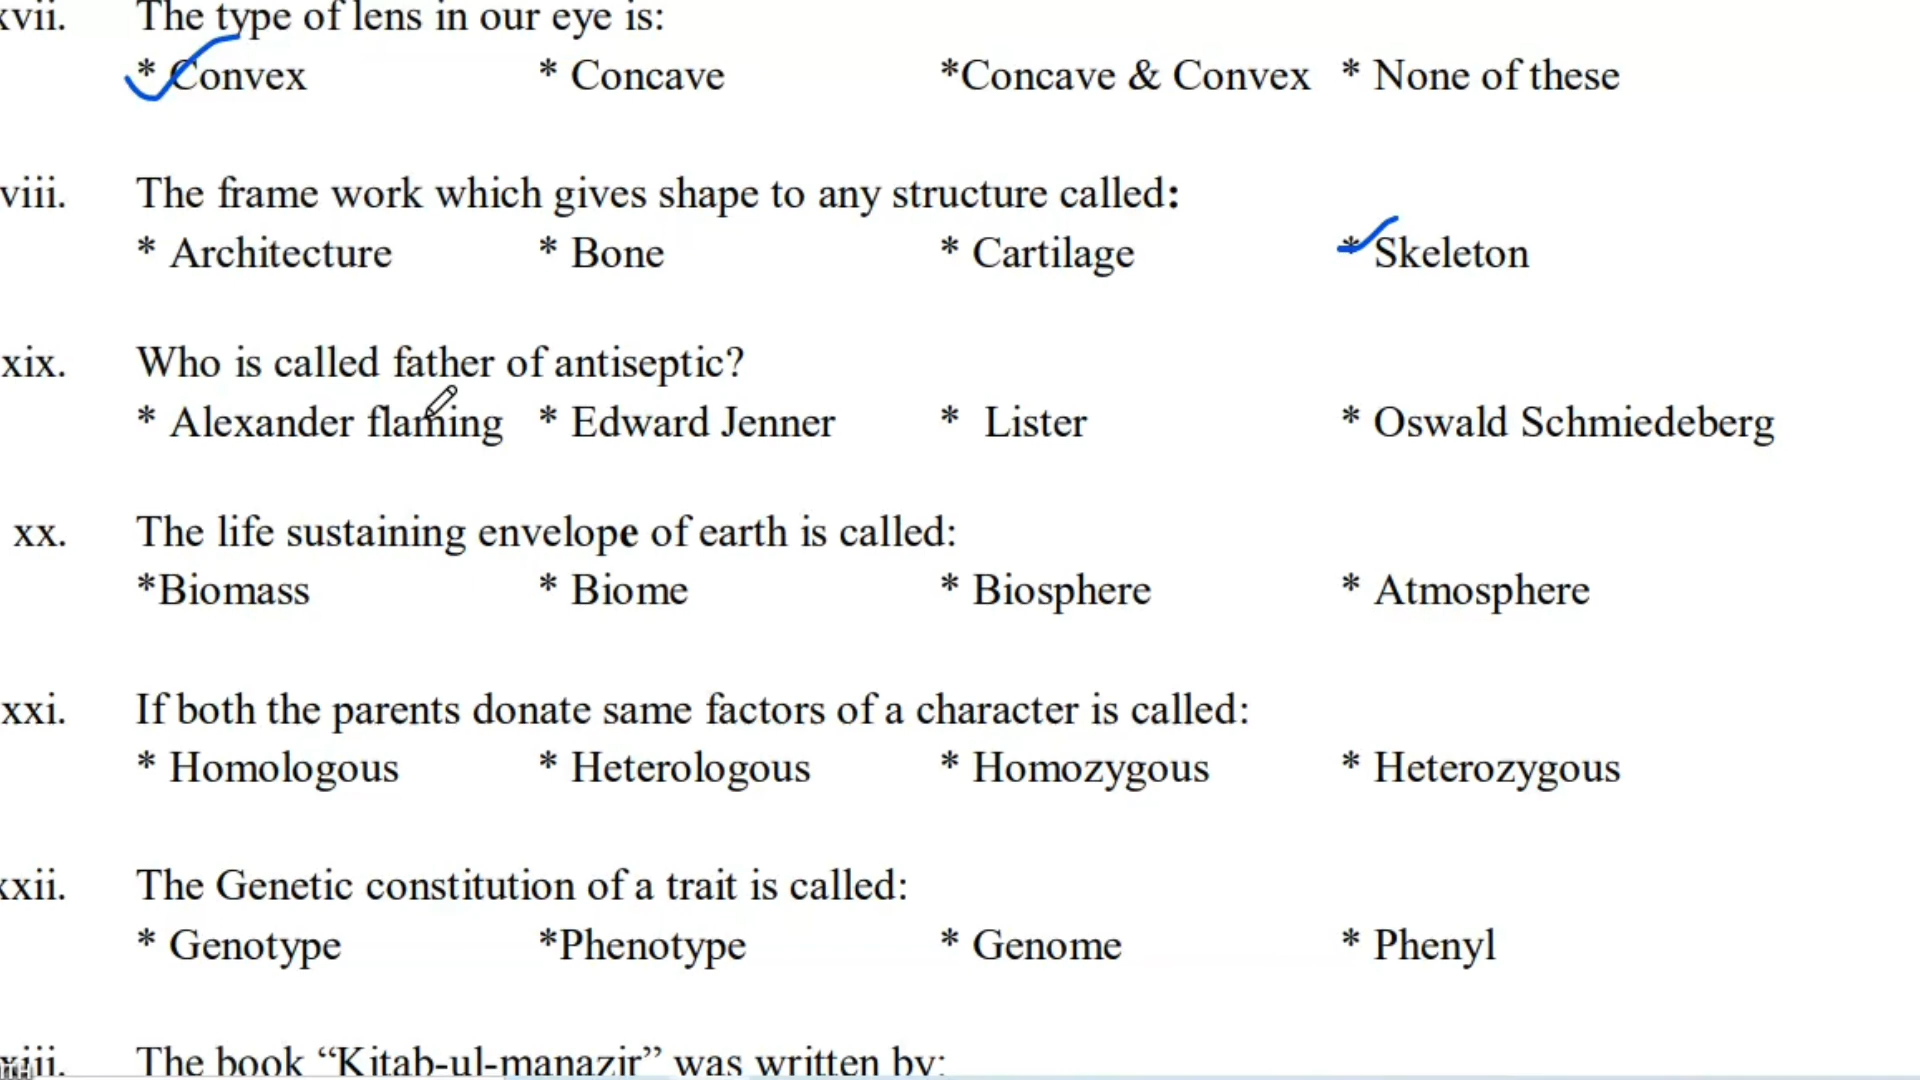 xvii. The type of lens in our eye is:
* Convex * Concave *Concave & Convex * None of these
viii. The frame work which gives shape to any structure called:
* Architecture * Bone * Cartilage * Skeleton
xix. Who is called father of antiseptic?
* Alexander flaming * Edward Jenner * Lister * Oswald Schmiedeberg
xx. The life sustaining envelope of earth is called:
*Biomass * Biome * Biosphere * Atmosphere
xxi. If both the parents donate same factors of a character is called:
* Homologous * Heterologous * Homozygous * Heterozygous
xxii. The Genetic constitution of a trait is called:
* Genotype *Phenotype * Genome * Phenyl
xiii. The book “Kitab-ul-manazir” was written by: